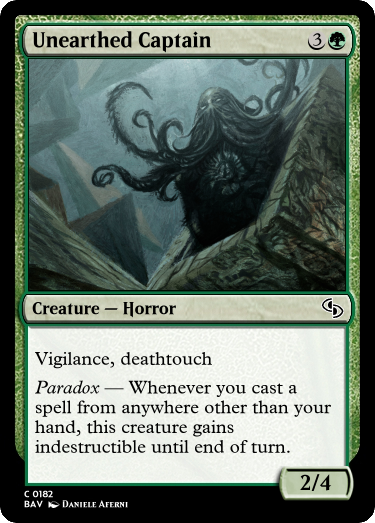 Unearthed Captain 3
Creature — Horror
Vigilance, deathtouch
Paradox — Whenever you cast a
spell from anywhere other than your
hand, this creature gains
indestructible until end of turn.
2/4
C 0182
BAV Daniele Aferni